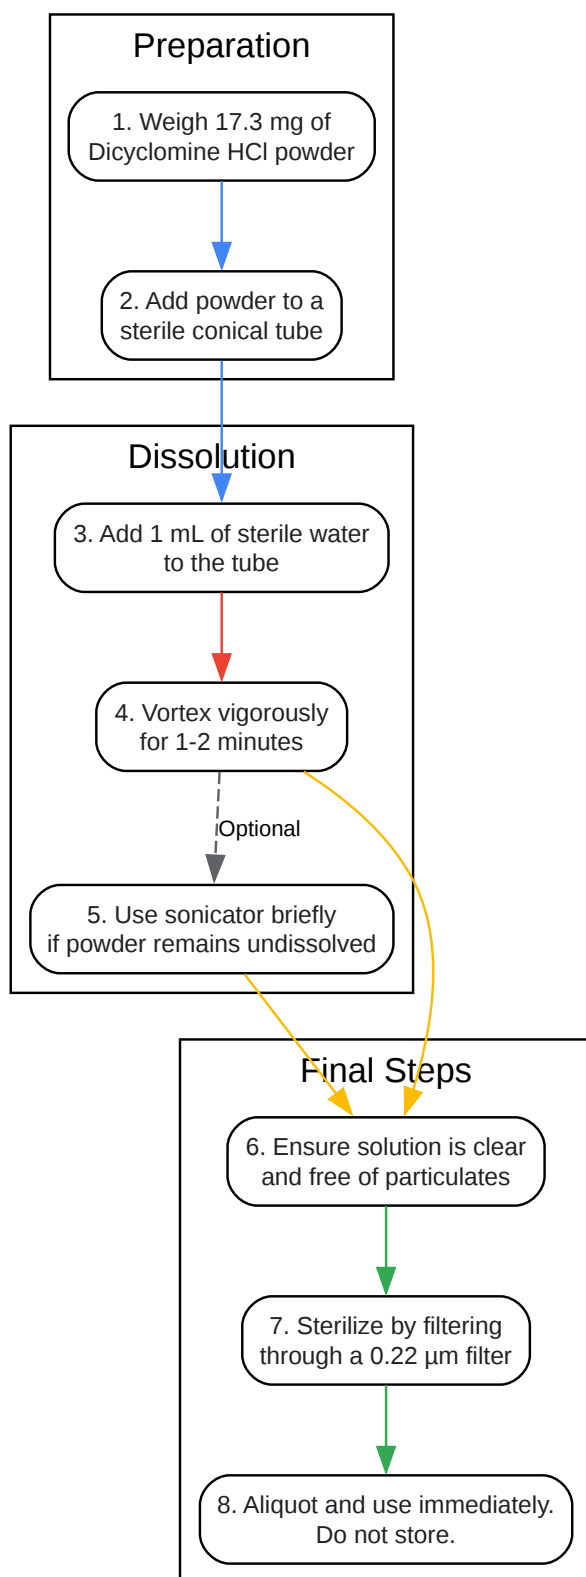 Preparation
1. Weigh 17.3 mg of
Dicyclomine HCl powder
2. Add powder to a
sterile conical tube
Dissolution
3. Add 1 mL of sterile water
to the tube
4. Vortex vigorously
for 1-2 minutes
Optional
5. Use sonicator briefly
if powder remains undissolved
Final Steps
6. Ensure solution is clear
and free of particulates
7. Sterilize by filtering
through a 0.22 µm filter
8. Aliquot and use immediately.
Do not store.